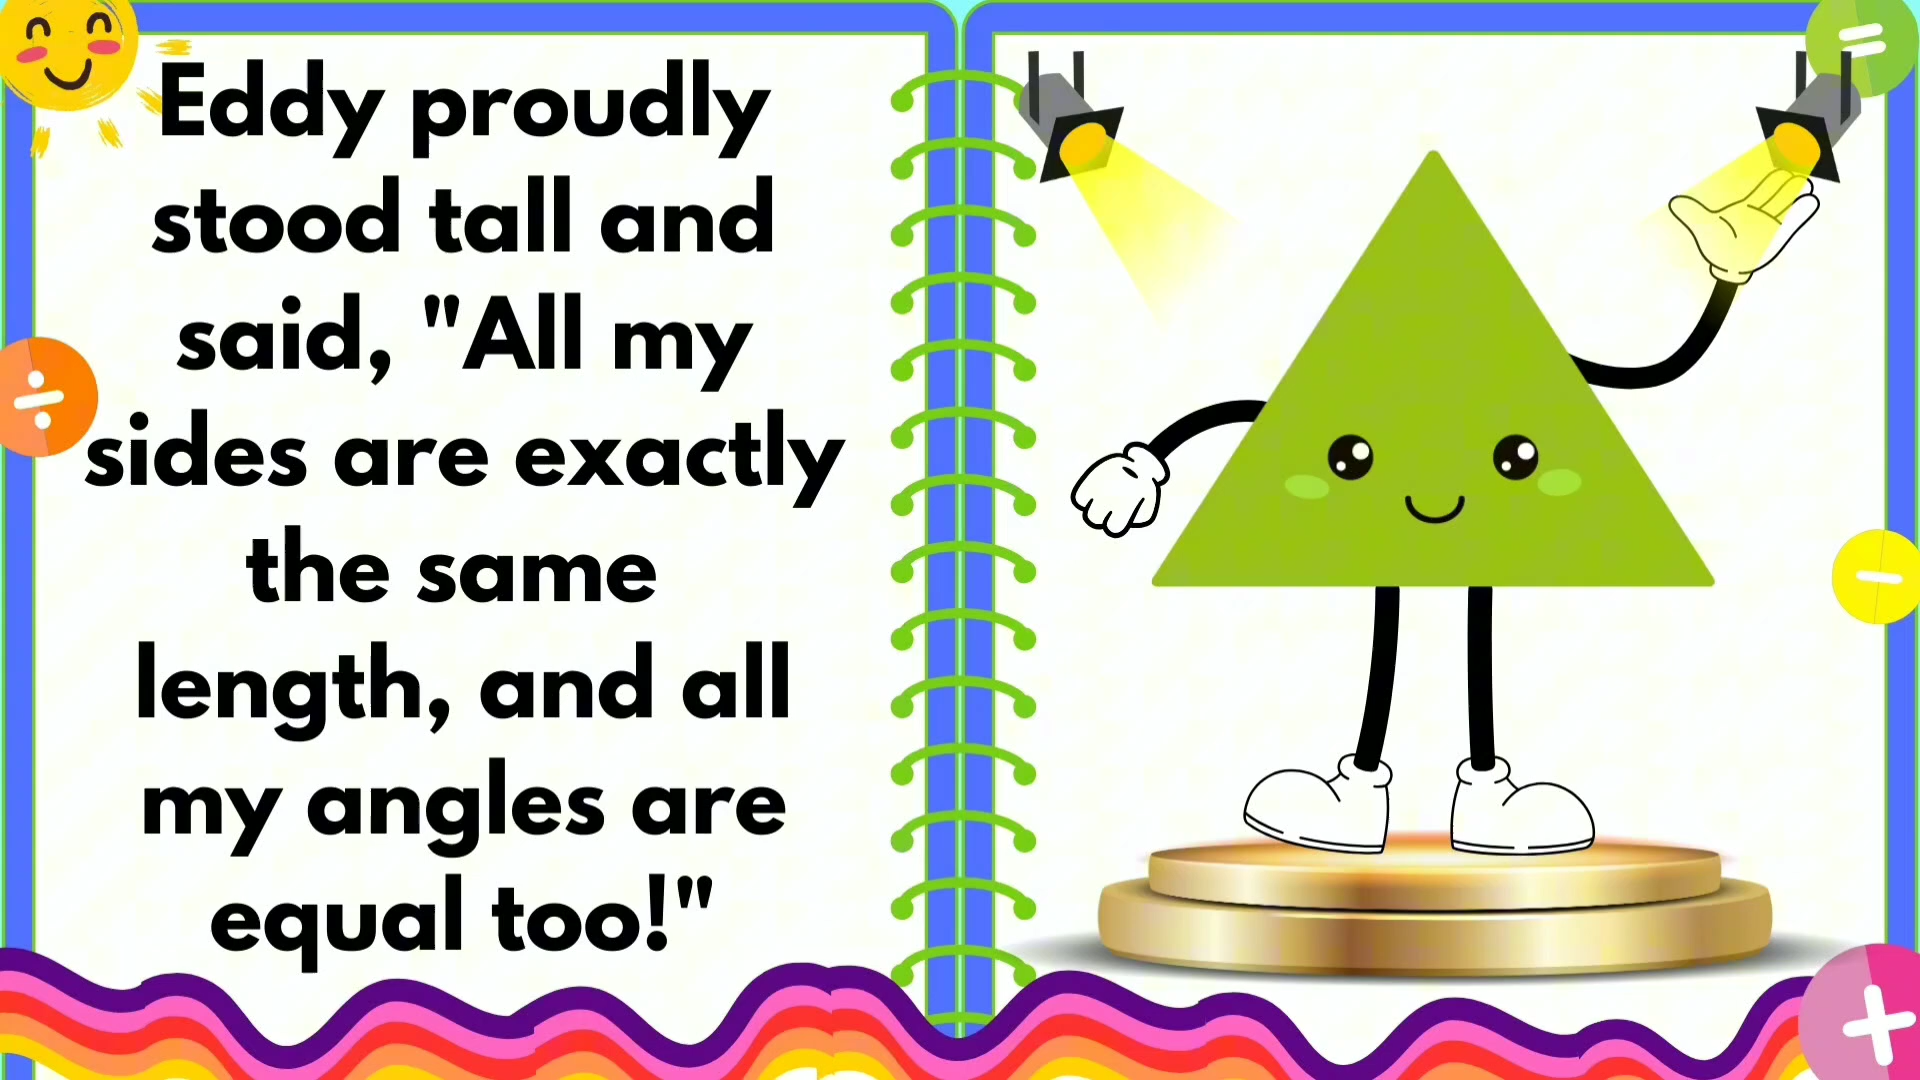 Eddy proudly
stood tall and
said, "All my
sides are exactly
the same
length, and all
my angles are
equal too!"
=
÷
−
+